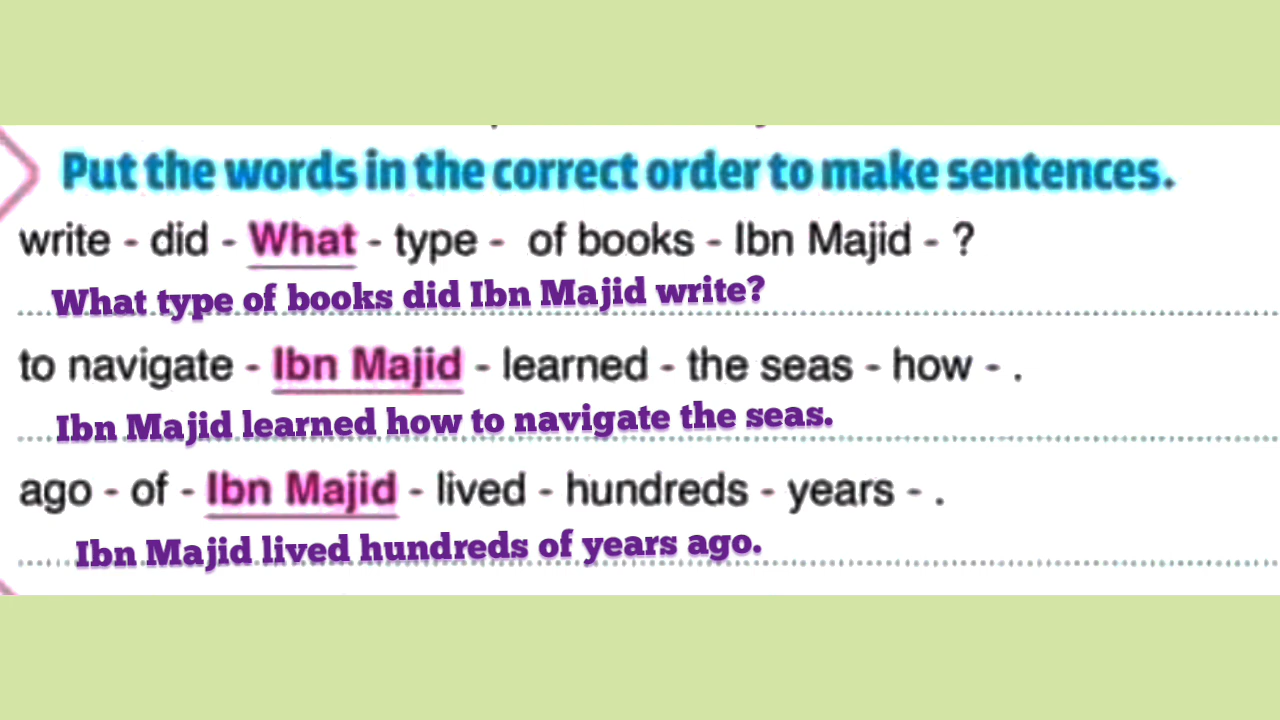 Put the words in the correct order to make sentences.
write - did - What - type - of books - Ibn Majid - ?
What type of books did Ibn Majid write?
to navigate - Ibn Majid - learned - the seas - how - .
Ibn Majid learned how to navigate the seas.
ago - of - Ibn Majid - lived - hundreds - years - .
Ibn Majid lived hundreds of years ago.